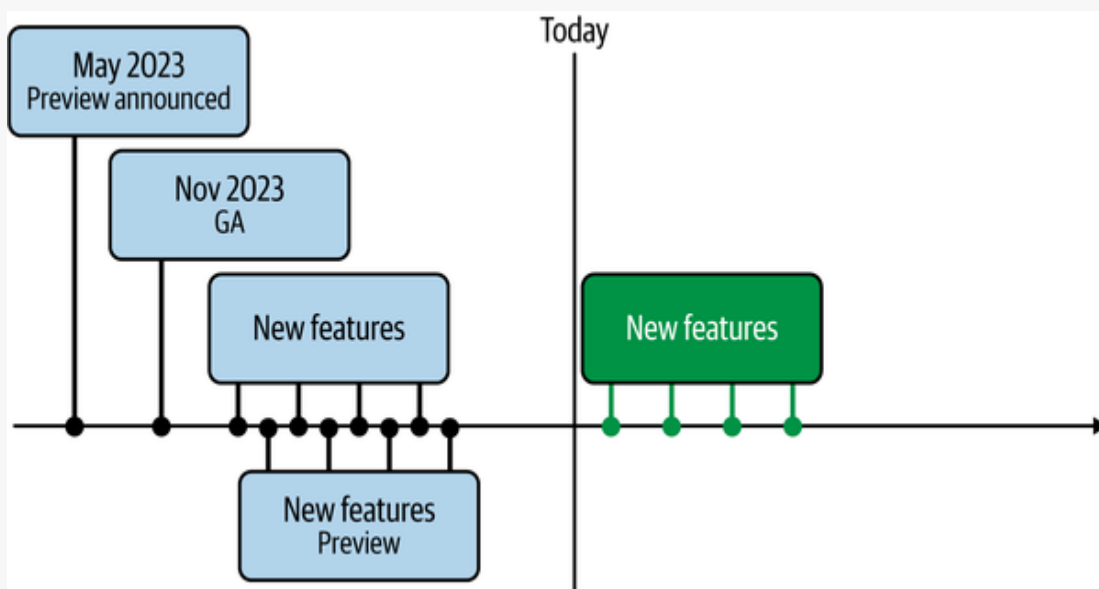 Today
May 2023
Preview announced
Nov 2023
GA
New features
New features
New features
Preview